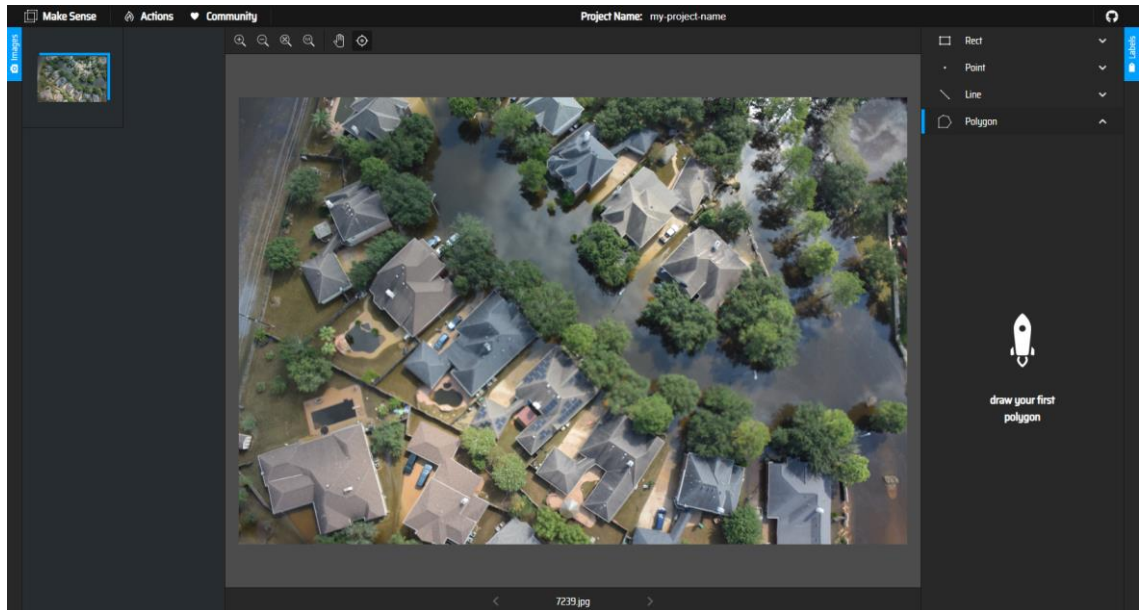 Make Sense
Actions
Community
Project Name: my-project-name
Images
Rect
Point
Line
Polygon
Labels
draw your first
polygon
7239.jpg